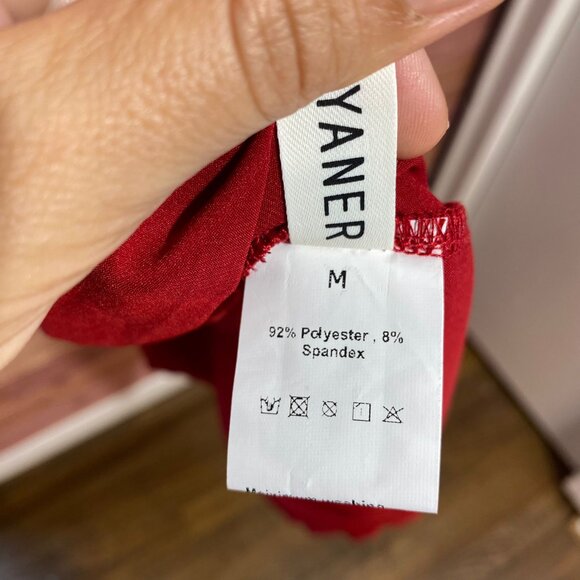 YANER
M
92% Polyester , 8%
Spandex